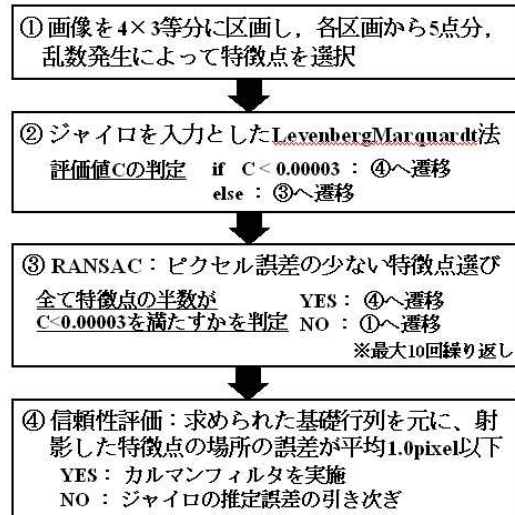 ① 画像を4×3等分に区画し，各区画から5点分，
乱数発生によって特徴点を選択
② ジャイロを入力としたLevenbergMarquardt法
評価値Cの判定 if C < 0.00003 : ④へ遷移
else : ③へ遷移
③ RANSAC：ピクセル誤差の少ない特徴点選び
全て特徴点の半数が YES： ④へ遷移
C<0.00003を満たすかを判定 NO ： ①へ遷移
※最大10回繰り返し
④ 信頼性評価：求められた基礎行列を元に、射
影した特徴点の場所の誤差が平均1.0pixel以下
YES： カルマンフィルタを実施
NO ： ジャイロの推定誤差の引き次ぎ